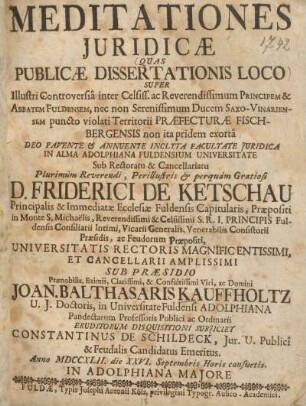 MEDITATIONES
1742
JURIDICÆ
(QUAS
PUBLICÆ DISSERTATIONIS LOCO)
SUPER
Illustri Controversiâ inter Celsiss. ac Reverendissimum PRINCIPEM &
ABBATEM FULDENSEM, nec non Serenissimum Ducem SAXO-VINARIEN-
SEM puncto violati Territorii PRÆFECTURÆ FISCH-
BERGENSIS non ita pridem exortâ
DEO FAVENTE & ANNUENTE INCLYTA FACULTATE JURIDICA
IN ALMA ADOLPHIANA FULDENSIUM UNIVERSITATE
Sub Rectoratu & Cancellariatu
Plurimùm Reverendi, Perillustris & perquàm Gratiosi
D. FRIDERICI DE KETSCHAU
Principalis & Immediatæ Ecclesiæ Fuldensis Capitularis, Præpositi
in Monte S. Michaëlis, Reverendissimi & Celsissimi S. R. I. PRINCIPIS Ful-
densis Consiliarii Intimi, Vicarii Generalis, Venerabilis Consistorii
Præsidis, ac Feudorum Præpositi,
UNIVERSITATIS RECTORIS MAGNIFICENTISSIMI,
ET CANCELLARII AMPLISSIMI
SUB PRÆSIDIO
Prænobilis, Eximii, Clarissimi, & Consultissimi Viri, ac Domini
JOAN. BALTHASARIS KAUFFHOLTZ
U. J. Doctoris, in Universitate Fuldensi ADOLPHIANA
Pandectarum Professoris Publici ac Ordinarii
ERUDITORUM DISQUISITIONI SUBJICIET
CONSTANTINUS DE SCHILDECK, Jur. U. Publici
& Feudalis Candidatus Emeritus.
Anno MDCCXLII. die XXVI. Septembris Horis consuetis.
IN ADOLPHIANA MAJORE
FULDÆ, Typis Josephi Antonii Köss, privilegiati Typogr. Aulico-Academici.